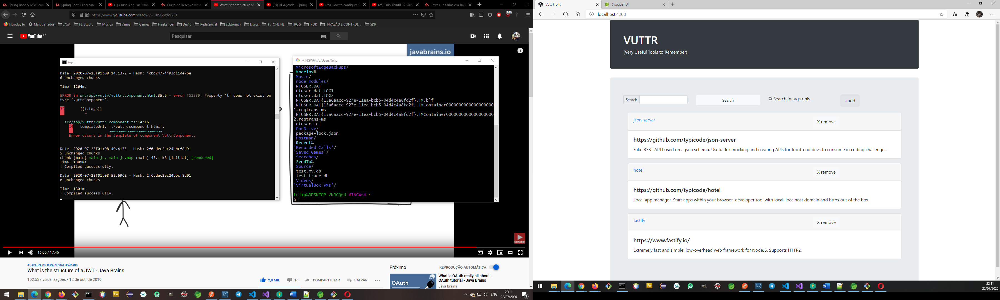 Spring Boot & MVC con
Spring Boot, Hibernate,
(1) Curso Angular 9 #06
Curso de Desenvolvimen
What is the structure of a
(25) 01 Agenda - Spring
(25) How to configure S
(25) OBSERVABLES, OBS
Testes unitários em JAVA
https://www.youtube.com/watch?v=_XbXkVdoG_0
209
Introdução
Mais visitados
JAVA
FL_Studio
Musica
Varios
Games
FreeLancer
DeVry
Rede Social
ELEtronick
Livros
TV_ONLINE
IPOG
IPOK
INVASÃO E CONTROL...
SDR
YouTube BR
Pesquisar
javabrains.io
ngcc
Date: 2020-07-23T01:08:14.137Z - Hash: 4cbd24774493d11de75e
6 unchanged chunks
Time: 1264ms
ERROR in src/app/vuttr/vuttr.component.html:35:9 - error TS2339: Property 't' does not exist on
type 'VuttrComponent'.
35 {{t.tags}}
~
src/app/vuttr/vuttr.component.ts:14:16
14 templateUrl: './vuttr.component.html',
~~~~~~~~~~~~~~~~~~~~~~~~
Error occurs in the template of component VuttrComponent.
Date: 2020-07-23T01:08:40.413Z - Hash: 2f6cdec2ec24bbcf8d91
5 unchanged chunks
chunk {main} main.js, main.js.map (main) 43.1 kB [initial] [rendered]
Time: 1389ms
: Compiled successfully.
Date: 2020-07-23T01:08:52.696Z - Hash: 2f6cdec2ec24bbcf8d91
6 unchanged chunks
Time: 1301ms
: Compiled successfully.
MINGW64:/c/Users/felip
MicrosoftEdgeBackups/
Modelos@
Music/
node_modules/
NTUSER.DAT
ntuser.dat.LOG1
ntuser.dat.LOG2
NTUSER.DAT{15a6aacc-927e-11ea-bcb5-04d4c4a8fd2f}.TM.blf
NTUSER.DAT{15a6aacc-927e-11ea-bcb5-04d4c4a8fd2f}.TMContainer00000000000000000000
1.regtrans-ms
NTUSER.DAT{15a6aacc-927e-11ea-bcb5-04d4c4a8fd2f}.TMContainer00000000000000000000
2.regtrans-ms
ntuser.ini
OneDrive/
package-lock.json
Postman/
Recent@
'Recorded Calls'/
'Saved Games'/
Searches/
SendTo@
Source/
test.mv.db
test.trace.db
Videos/
'VirtualBox VMs'/
felip@DESKTOP-2NJGQ6H MINGW64 ~
$
SUBSCRIBE
16:05 / 17:45
#JavaBrains #BrainBytes #WhatIs
What is the structure of a JWT - Java Brains
102.537 visualizações • 12 de out. de 2019
2,8 MIL
16
COMPARTILHAR
SALVAR
Próximo
REPRODUÇÃO AUTOMÁTICA
OAuth
What is OAuth really all about -
OAuth tutorial - Java Brains
Java Brains
ENG
22:11
22/07/2020
3
VuttrFront
Swagger UI
localhost:4200
VUTTR
(Very Useful Tools to Remember)
Search
Search
Search in tags only
+add
json-server
X remove
https://github.com/typicode/json-server
Fake REST API based on a json schema. Useful for mocking and creating APIs for front-end devs to consume in coding challenges.
hotel
X remove
https://github.com/typicode/hotel
Local app manager. Start apps within your browser, developer tool with local .localhost domain and https out of the box.
fastify
X remove
https://www.fastify.io/
Extremely fast and simple, low-overhead web framework for NodeJS. Supports HTTP2.
22:11
22/07/2020